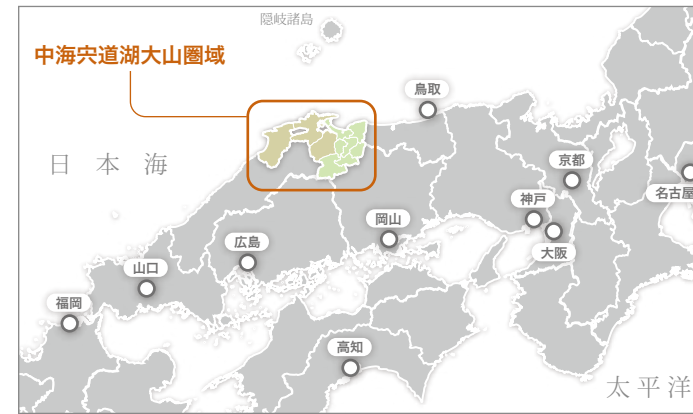 隠岐諸島
中海宍道湖大山圏域
鳥取
日本海
京都
名古屋
神戸
岡山
広島
大阪
山口
福岡
高知
太平洋